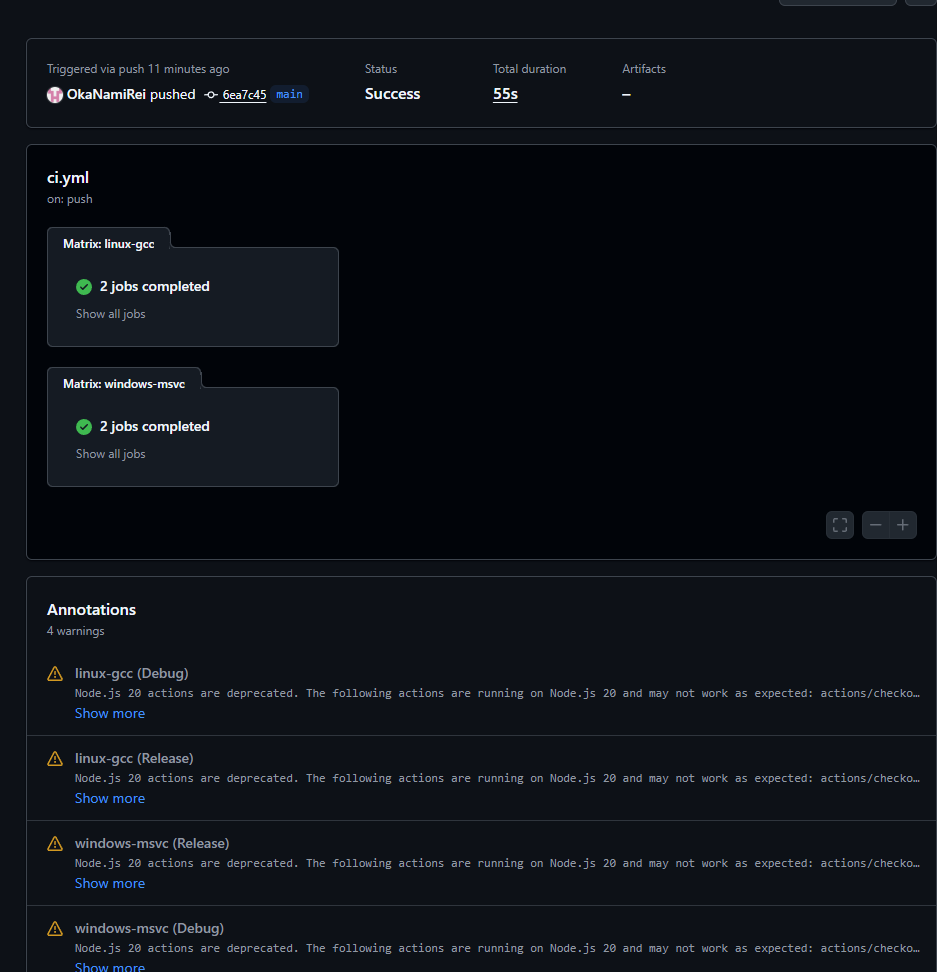 Triggered via push 11 minutes ago
OkaNamiRei pushed 6ea7c45 main
Status
Success
Total duration
55s
Artifacts
–
ci.yml
on: push
Matrix: linux-gcc
2 jobs completed
Show all jobs
Matrix: windows-msvc
2 jobs completed
Show all jobs
Annotations
4 warnings
linux-gcc (Debug)
Node.js 20 actions are deprecated. The following actions are running on Node.js 20 and may not work as expected: actions/checko…
Show more
linux-gcc (Release)
Node.js 20 actions are deprecated. The following actions are running on Node.js 20 and may not work as expected: actions/checko…
Show more
windows-msvc (Release)
Node.js 20 actions are deprecated. The following actions are running on Node.js 20 and may not work as expected: actions/checko…
Show more
windows-msvc (Debug)
Node.js 20 actions are deprecated. The following actions are running on Node.js 20 and may not work as expected: actions/checko…
Show more